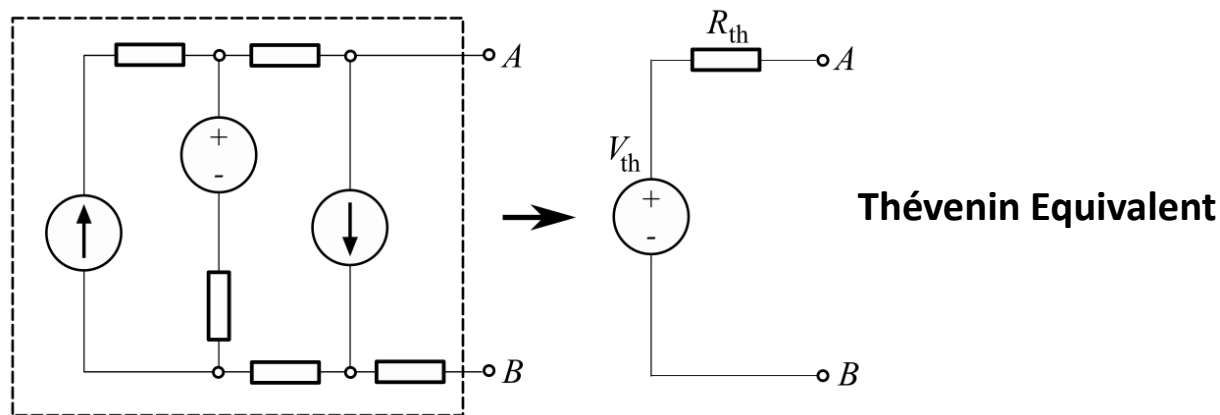 A
B
+
-
R_th
A
V_th
+
-
B
Thévenin Equivalent